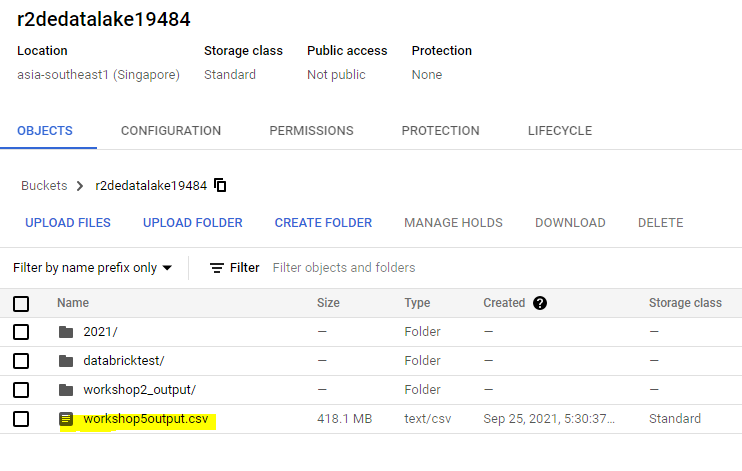 r2dedatalake19484
Location Storage class Public access Protection
asia-southeast1 (Singapore) Standard Not public None
OBJECTS CONFIGURATION PERMISSIONS PROTECTION LIFECYCLE
Buckets > r2dedatalake19484
UPLOAD FILES UPLOAD FOLDER CREATE FOLDER MANAGE HOLDS DOWNLOAD DELETE
Filter by name prefix only Filter Filter objects and folders
Name Size Type Created ? Storage class
2021/ — Folder — —
databricktest/ — Folder — —
workshop2_output/ — Folder — —
workshop5output.csv 418.1 MB text/csv Sep 25, 2021, 5:30:37... Standard